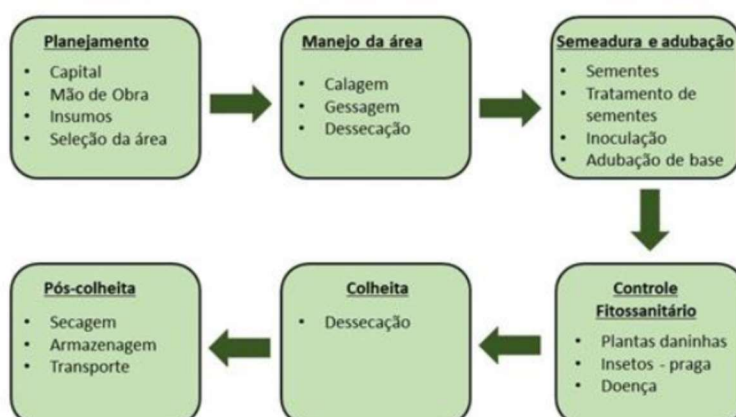 Planejamento
• Capital
• Mão de Obra
• Insumos
• Seleção da área
Manejo da área
• Calagem
• Gessagem
• Dessecação
Semeadura e adubação
• Sementes
• Tratamento de
sementes
• Inoculação
• Adubação de base
Controle
Fitossanitário
• Plantas daninhas
• Insetos - praga
• Doença
Colheita
• Dessecação
Pós-colheita
• Secagem
• Armazenagem
• Transporte